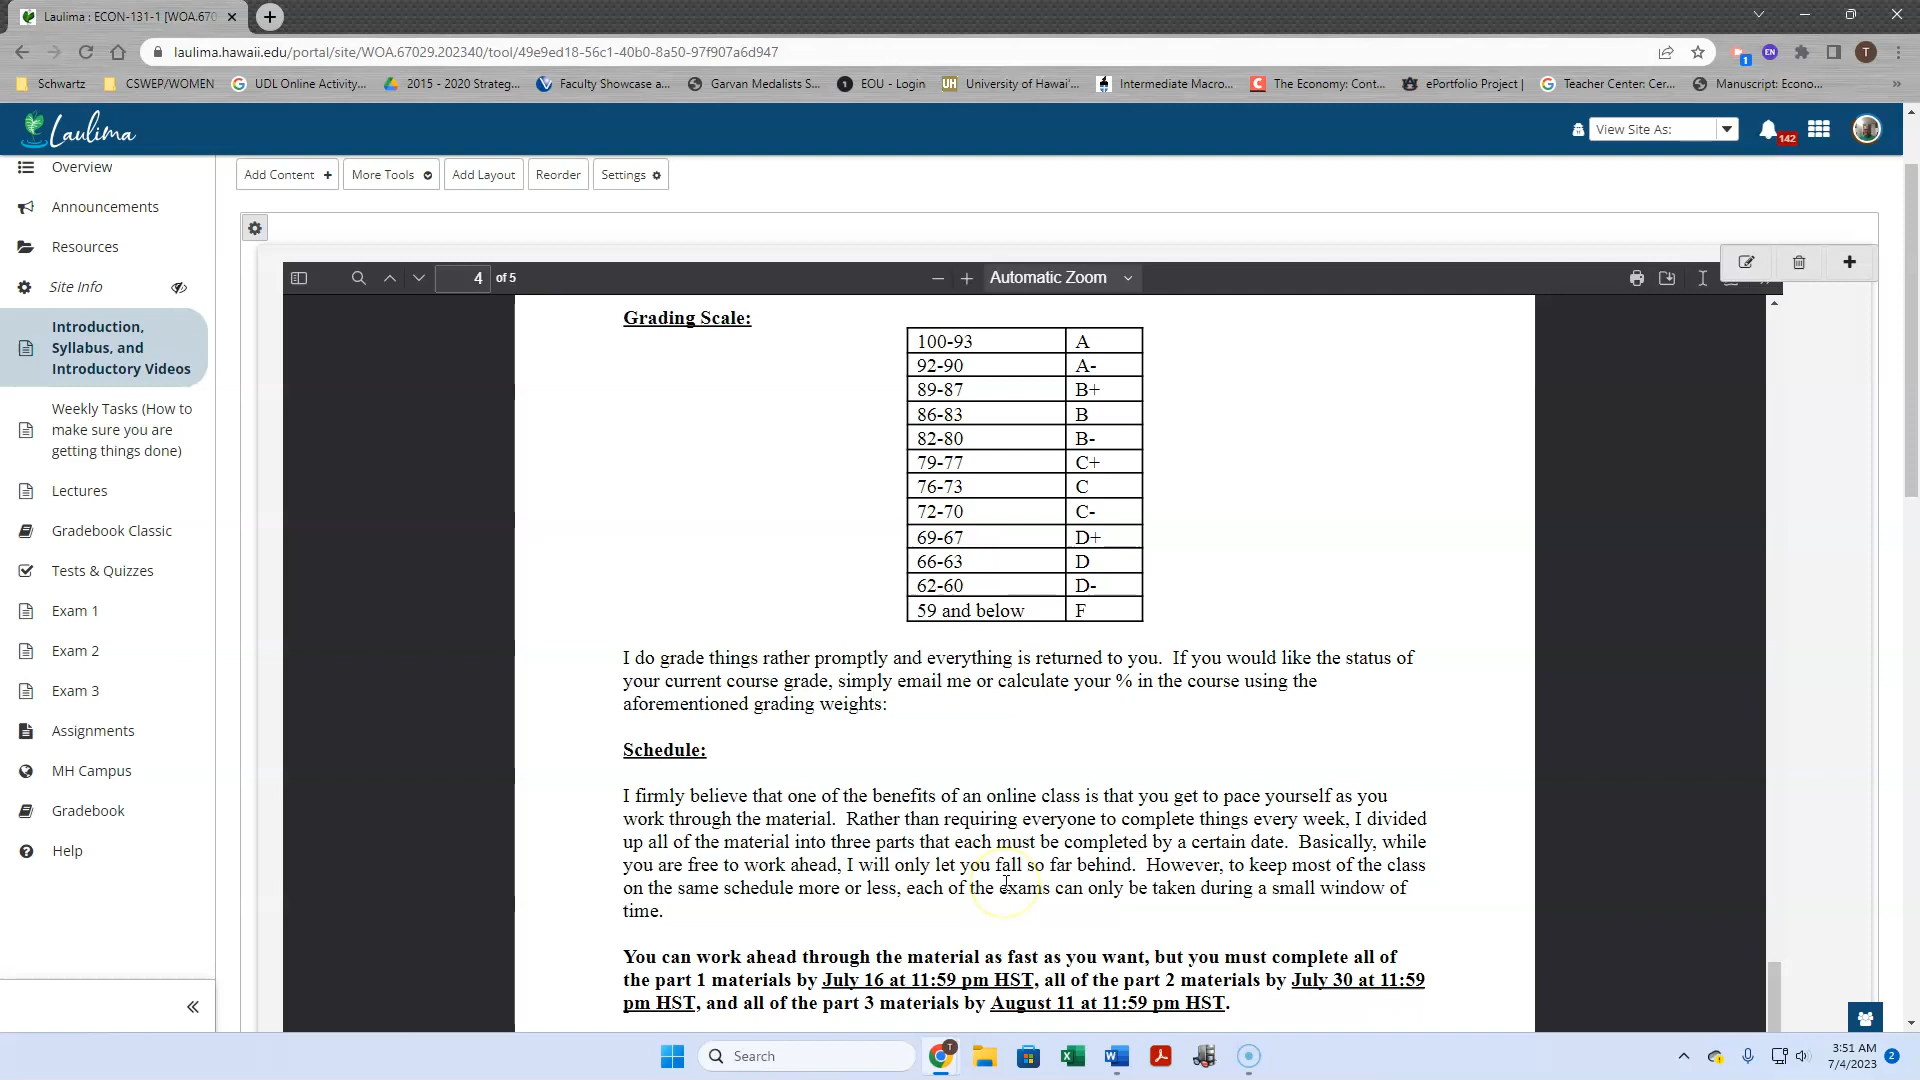 Laulima : ECON-131-1 [WOA.670
laulima.hawaii.edu/portal/site/WOA.67029.202340/tool/49e9ed18-56c1-40b0-8a50-97f907a6d947
1
EN
T
Schwartz
CSWEP/WOMEN
UDL Online Activity...
2015 - 2020 Strateg...
Faculty Showcase a...
Garvan Medalists S...
EOU - Login
University of Hawai'...
Intermediate Macro...
The Economy: Cont...
ePortfolio Project |
Teacher Center: Cer...
Manuscript: Econo...
Laulima
View Site As:
142
Overview
Announcements
Resources
Site Info
Introduction,
Syllabus, and
Introductory Videos
Weekly Tasks (How to
make sure you are
getting things done)
Lectures
Gradebook Classic
Tests & Quizzes
Exam 1
Exam 2
Exam 3
Assignments
MH Campus
Gradebook
Help
Add Content
More Tools
Add Layout
Reorder
Settings
4 of 5
Automatic Zoom
Grading Scale:
100-93 A
92-90 A-
89-87 B+
86-83 B
82-80 B-
79-77 C+
76-73 C
72-70 C-
69-67 D+
66-63 D
62-60 D-
59 and below F
I do grade things rather promptly and everything is returned to you. If you would like the status of
your current course grade, simply email me or calculate your % in the course using the
aforementioned grading weights:
Schedule:
I firmly believe that one of the benefits of an online class is that you get to pace yourself as you
work through the material. Rather than requiring everyone to complete things every week, I divided
up all of the material into three parts that each must be completed by a certain date. Basically, while
you are free to work ahead, I will only let you fall so far behind. However, to keep most of the class
on the same schedule more or less, each of the exams can only be taken during a small window of
time.
You can work ahead through the material as fast as you want, but you must complete all of
the part 1 materials by July 16 at 11:59 pm HST, all of the part 2 materials by July 30 at 11:59
pm HST, and all of the part 3 materials by August 11 at 11:59 pm HST.
Search
T
3:51 AM
7/4/2023
2